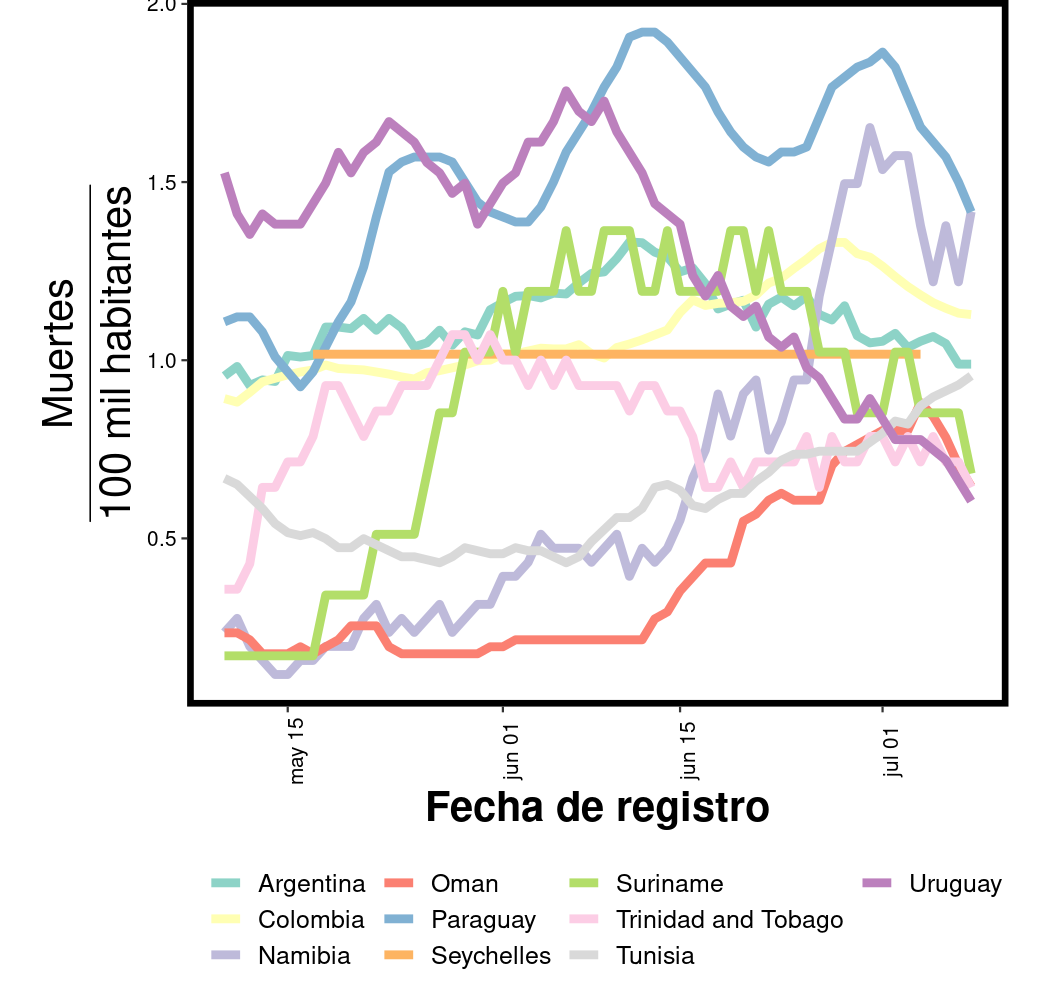 2.0
1.5
1.0
0.5
Muertes
100 mil habitantes
may 15
jun 01
jun 15
jul 01
Fecha de registro
Argentina
Oman
Suriname
Uruguay
Colombia
Paraguay
Trinidad and Tobago
Namibia
Seychelles
Tunisia